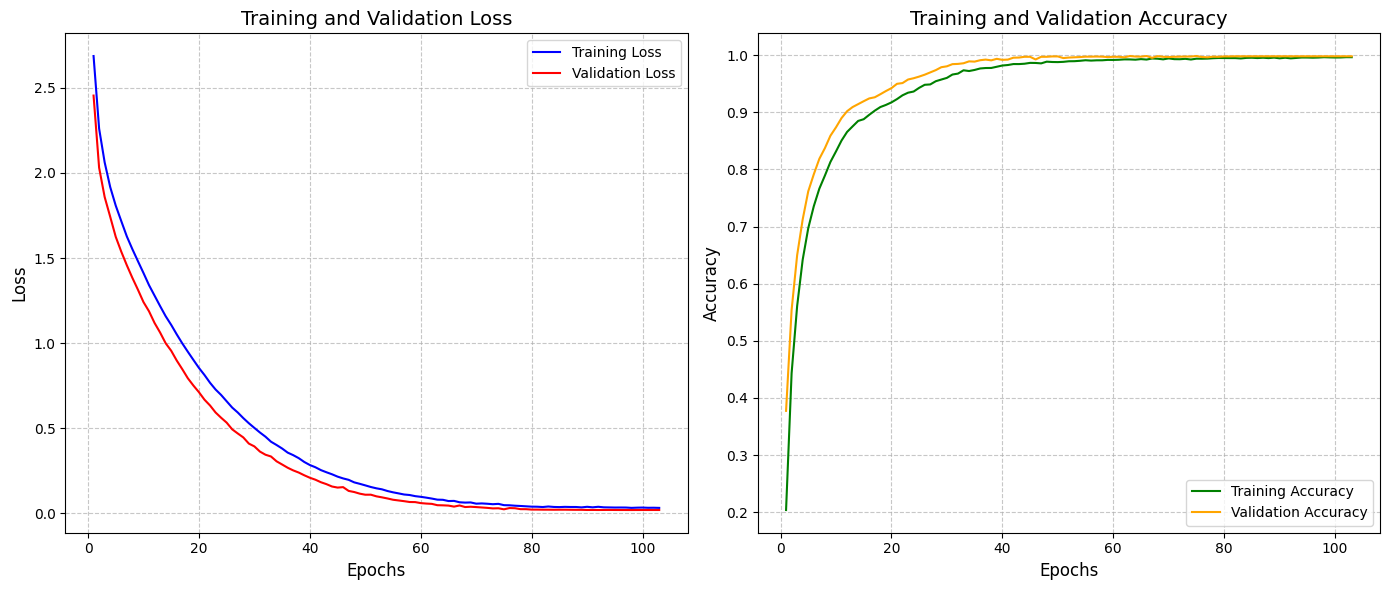 Training and Validation Loss
Training Loss
Validation Loss
Loss
2.5
2.0
1.5
1.0
0.5
0.0
0 20 40 60 80 100
Epochs
Training and Validation Accuracy
Accuracy
1.0
0.9
0.8
0.7
0.6
0.5
0.4
0.3
0.2
Training Accuracy
Validation Accuracy
0 20 40 60 80 100
Epochs